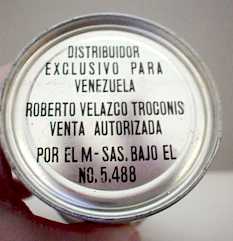 DISTRIBUIDOR
EXCLUSIVO PARA
VENEZUELA
ROBERTO VELAZCO TROCONIS
VENTA AUTORIZADA
POR EL M-SAS. BAJO EL
NO. 5.488